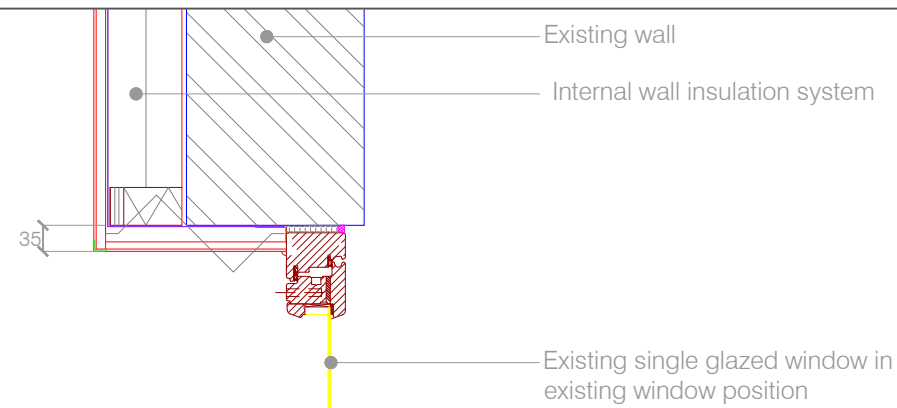 Existing wall
Internal wall insulation system
35
Existing single glazed window in
existing window position